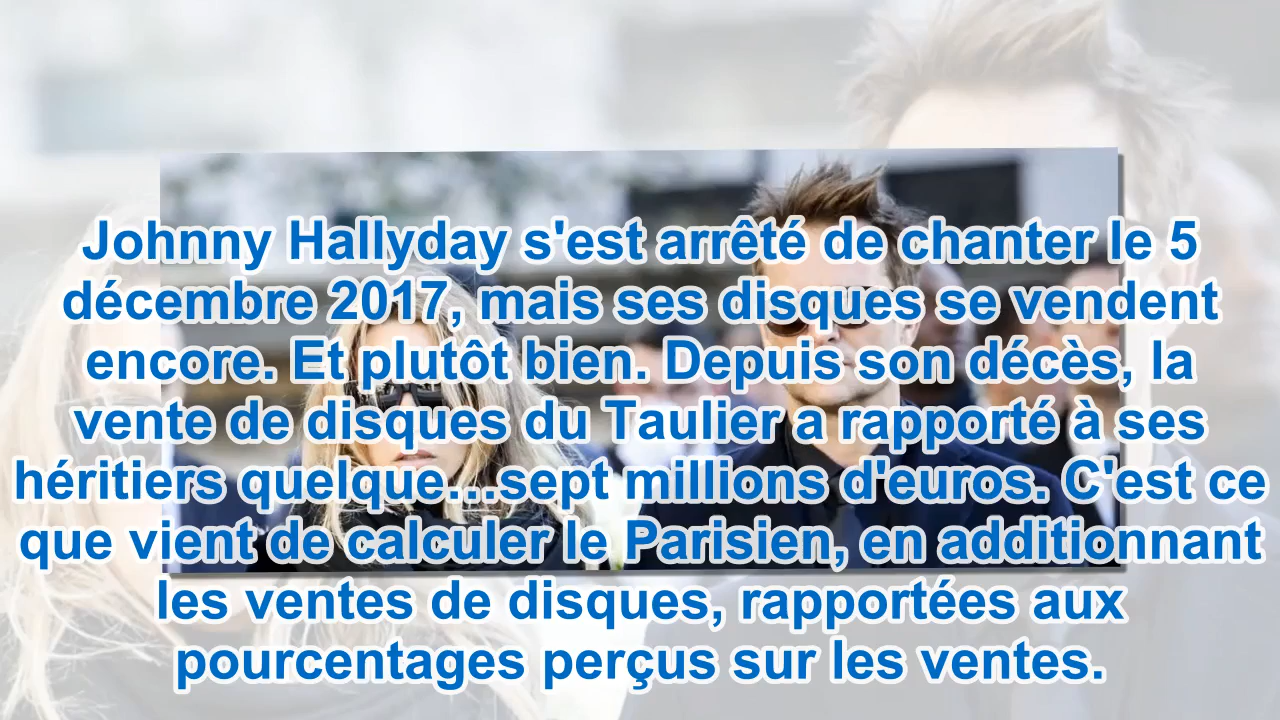 Johnny Hallyday s'est arrêté de chanter le 5
décembre 2017, mais ses disques se vendent
encore. Et plutôt bien. Depuis son décès, la
vente de disques du Taulier a rapporté à ses
héritiers quelque...sept millions d'euros. C'est ce
que vient de calculer le Parisien, en additionnant
les ventes de disques, rapportées aux
pourcentages perçus sur les ventes.